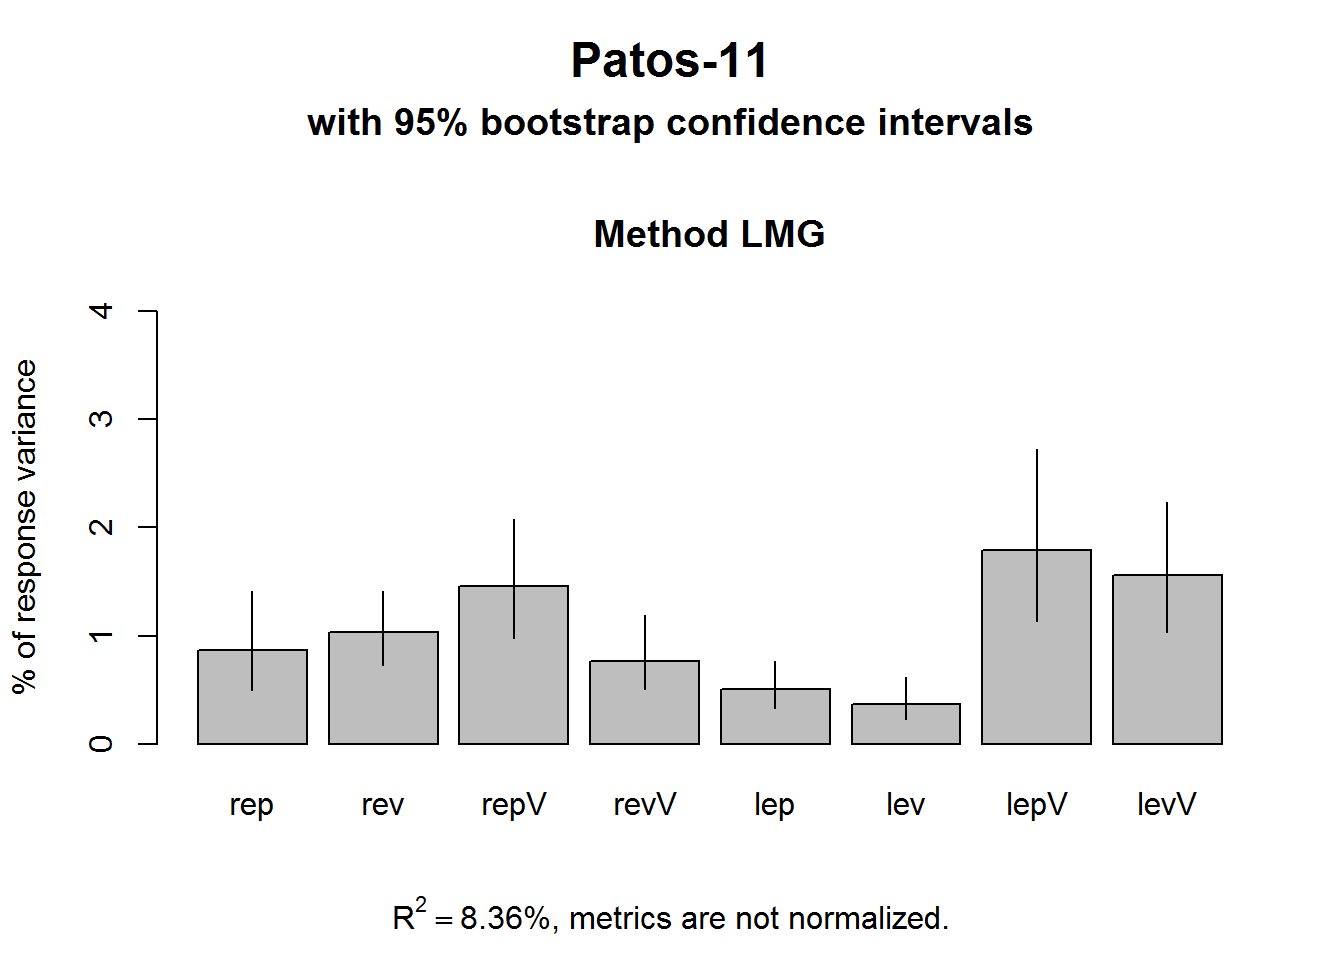 Patos-11
with 95% bootstrap confidence intervals
Method LMG
% of response variance
4
3
2
1
0
rep rev repV revV lep lev lepV levV
R² = 8.36%, metrics are not normalized.